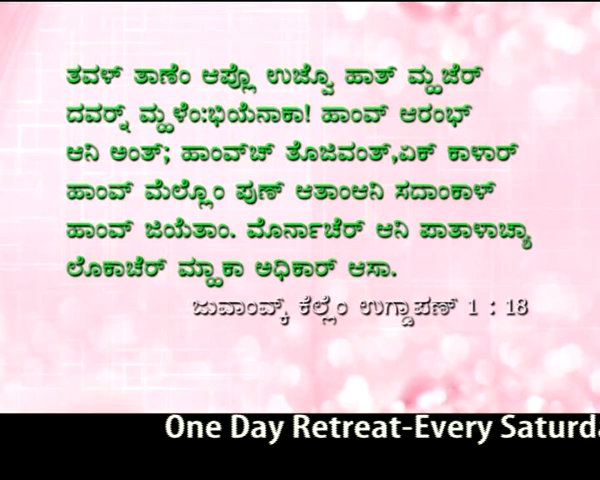 ತವಳ್ ತಾಣೆಂ ಆಪ್ಲೊ ಉಜ್ವೊ ಹಾತ್ ಮ್ಹಜೆರ್
ದವರ್ನ್ ಮ್ಹಳೆಂ:ಭಿಯೆನಾಕಾ! ಹಾಂವ್ ಆರಂಭ್
ಆನಿ ಅಂತ್; ಹಾಂವ್‌ಚ್ ತೊಜಿವಂತ್,ಏಕ್ ಕಾಳಾರ್
ಹಾಂವ್ ಮೆಲ್ಲೊಂ ಪುಣ್ ಆತಾಂಆನಿ ಸದಾಂಕಾಳ್
ಹಾಂವ್ ಜಿಯೆತಾಂ. ಮೊರ್ನಾಚೆರ್ ಆನಿ ಪಾತಾಳಾಚ್ಯಾ
ಲೊಕಾಚೆರ್ ಮ್ಹಾಕಾ ಅಧಿಕಾರ್ ಆಸಾ.
ಜುವಾಂವ್ಕ್ ಕೆಲ್ಲೆಂ ಉಗ್ಡಾಪಣ್ 1 : 18
One Day Retreat-Every Saturda